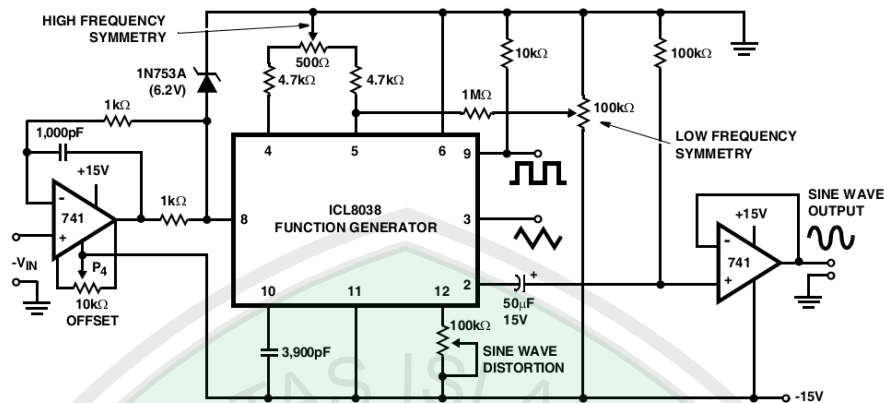 HIGH FREQUENCY
SYMMETRY
500Ω
1N753A
(6.2V)
4.7kΩ
4.7kΩ
10kΩ
100kΩ
1kΩ
1MΩ
100kΩ
1,000pF
LOW FREQUENCY
SYMMETRY
4
5
6
9
+15V
741
-
+
1kΩ
8
ICL8038
FUNCTION GENERATOR
3
+15V
741
-
+
SINE WAVE
OUTPUT
-VIN
P4
10kΩ
OFFSET
2
+
50μF
15V
10
11
12
100kΩ
3,900pF
SINE WAVE
DISTORTION
-15V
TAS ISLA